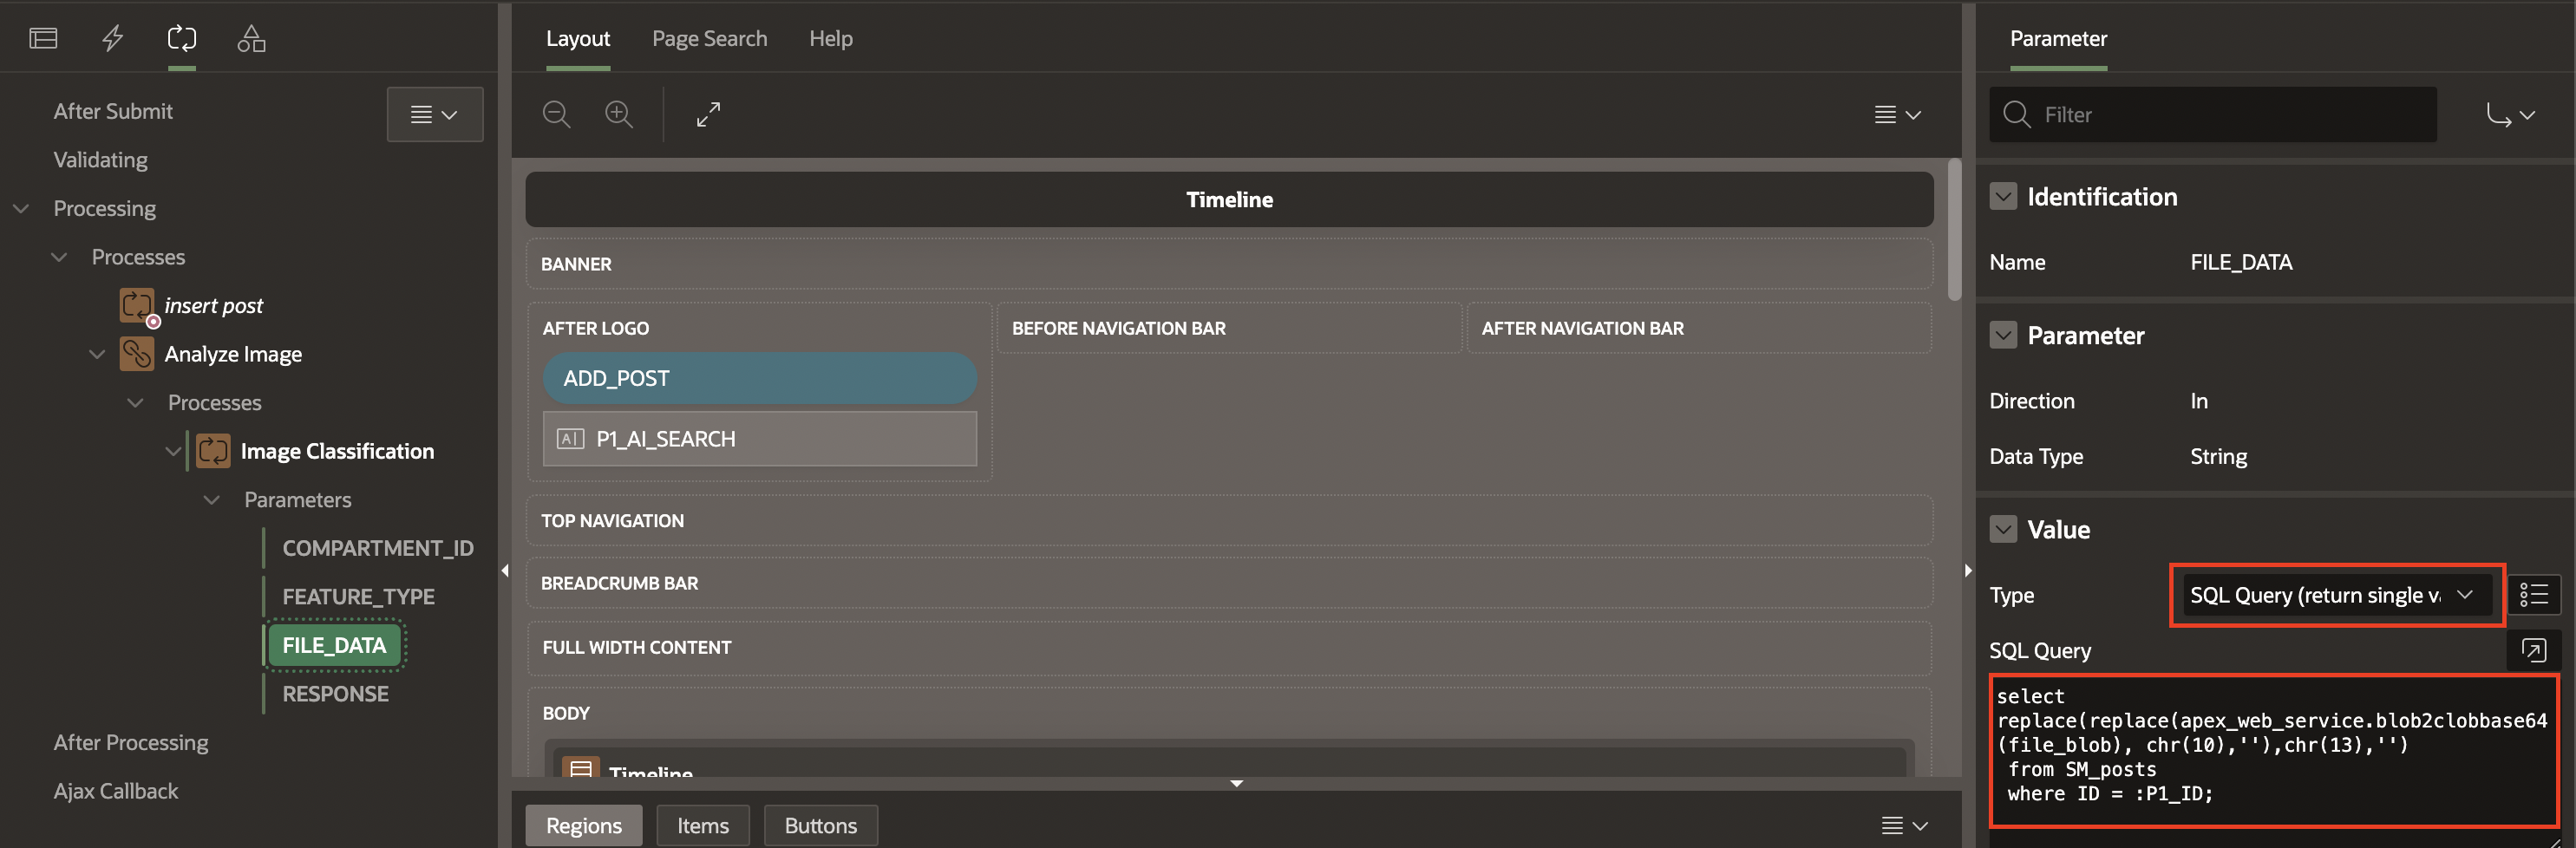 Layout
Page Search
Help
Parameter
After Submit
Validating
Processing
Processes
insert post
Analyze Image
Processes
Image Classification
Parameters
COMPARTMENT_ID
FEATURE_TYPE
FILE_DATA
RESPONSE
After Processing
Ajax Callback
Timeline
BANNER
AFTER LOGO
BEFORE NAVIGATION BAR
AFTER NAVIGATION BAR
ADD_POST
A
P1_AI_SEARCH
TOP NAVIGATION
BREADCRUMB BAR
FULL WIDTH CONTENT
BODY
Timeline
Regions
Items
Buttons
Filter
Identification
Name
FILE_DATA
Parameter
Direction
In
Data Type
String
Value
Type
SQL Query (return single v
SQL Query
select
replace(replace(apex_web_service.blob2clobbase64
(file_blob), chr(10),''),chr(13),'')
from SM_posts
where ID = :P1_ID;